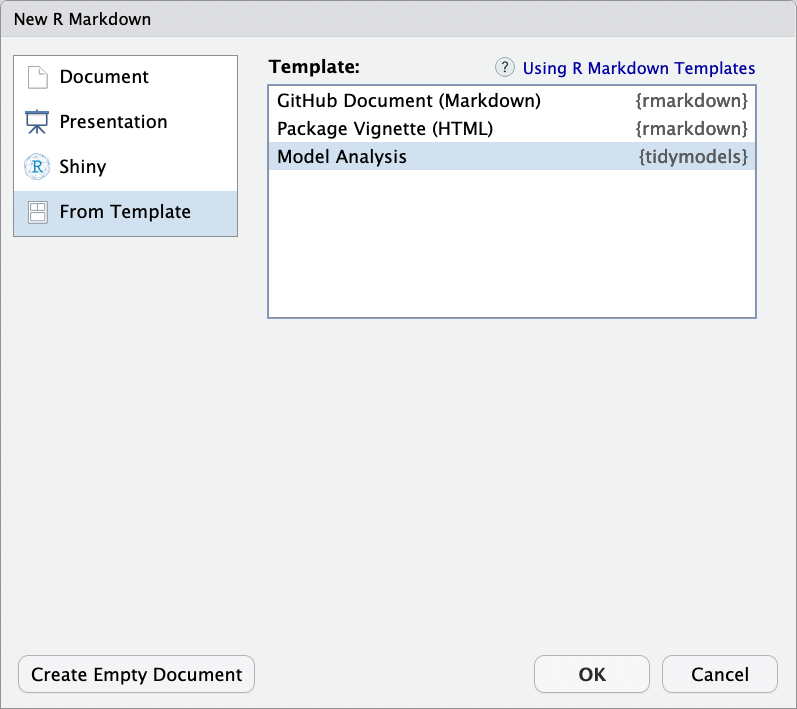 New R Markdown
Document
Presentation
R Shiny
From Template
Template:
? Using R Markdown Templates
GitHub Document (Markdown) {rmarkdown}
Package Vignette (HTML) {rmarkdown}
Model Analysis {tidymodels}
Create Empty Document
OK
Cancel